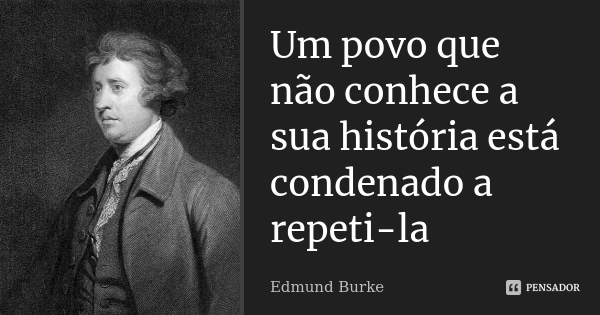 Um povo que
não conhece a
sua história está
condenado a
repeti-la
Edmund Burke
PENSADOR